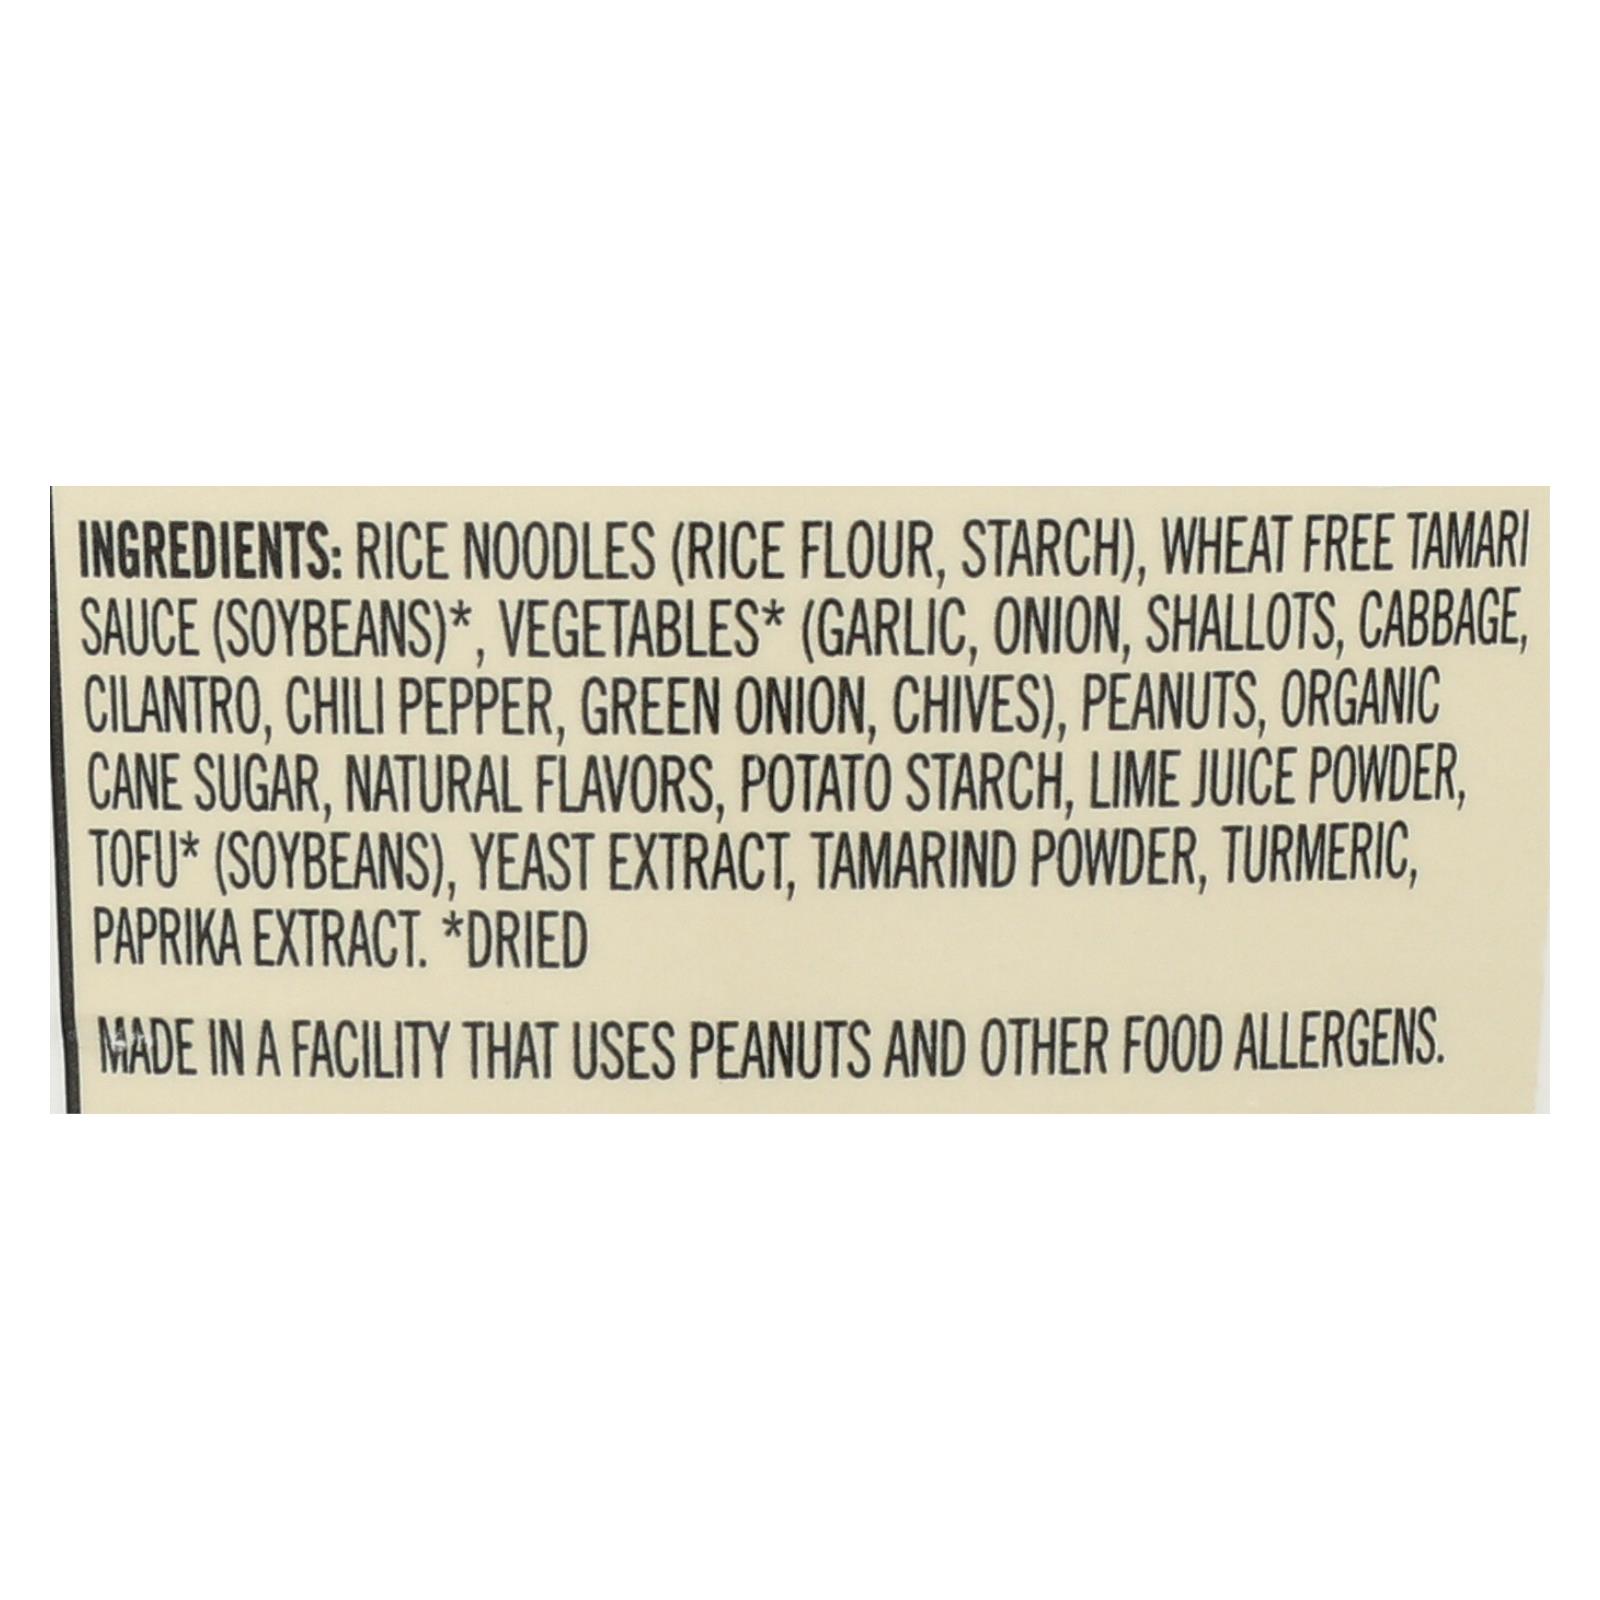 INGREDIENTS: RICE NOODLES (RICE FLOUR, STARCH), WHEAT FREE TAMARI
SAUCE (SOYBEANS)*, VEGETABLES* (GARLIC, ONION, SHALLOTS, CABBAGE,
CILANTRO, CHILI PEPPER, GREEN ONION, CHIVES), PEANUTS, ORGANIC
CANE SUGAR, NATURAL FLAVORS, POTATO STARCH, LIME JUICE POWDER,
TOFU* (SOYBEANS), YEAST EXTRACT, TAMARIND POWDER, TURMERIC,
PAPRIKA EXTRACT. *DRIED
MADE IN A FACILITY THAT USES PEANUTS AND OTHER FOOD ALLERGENS.